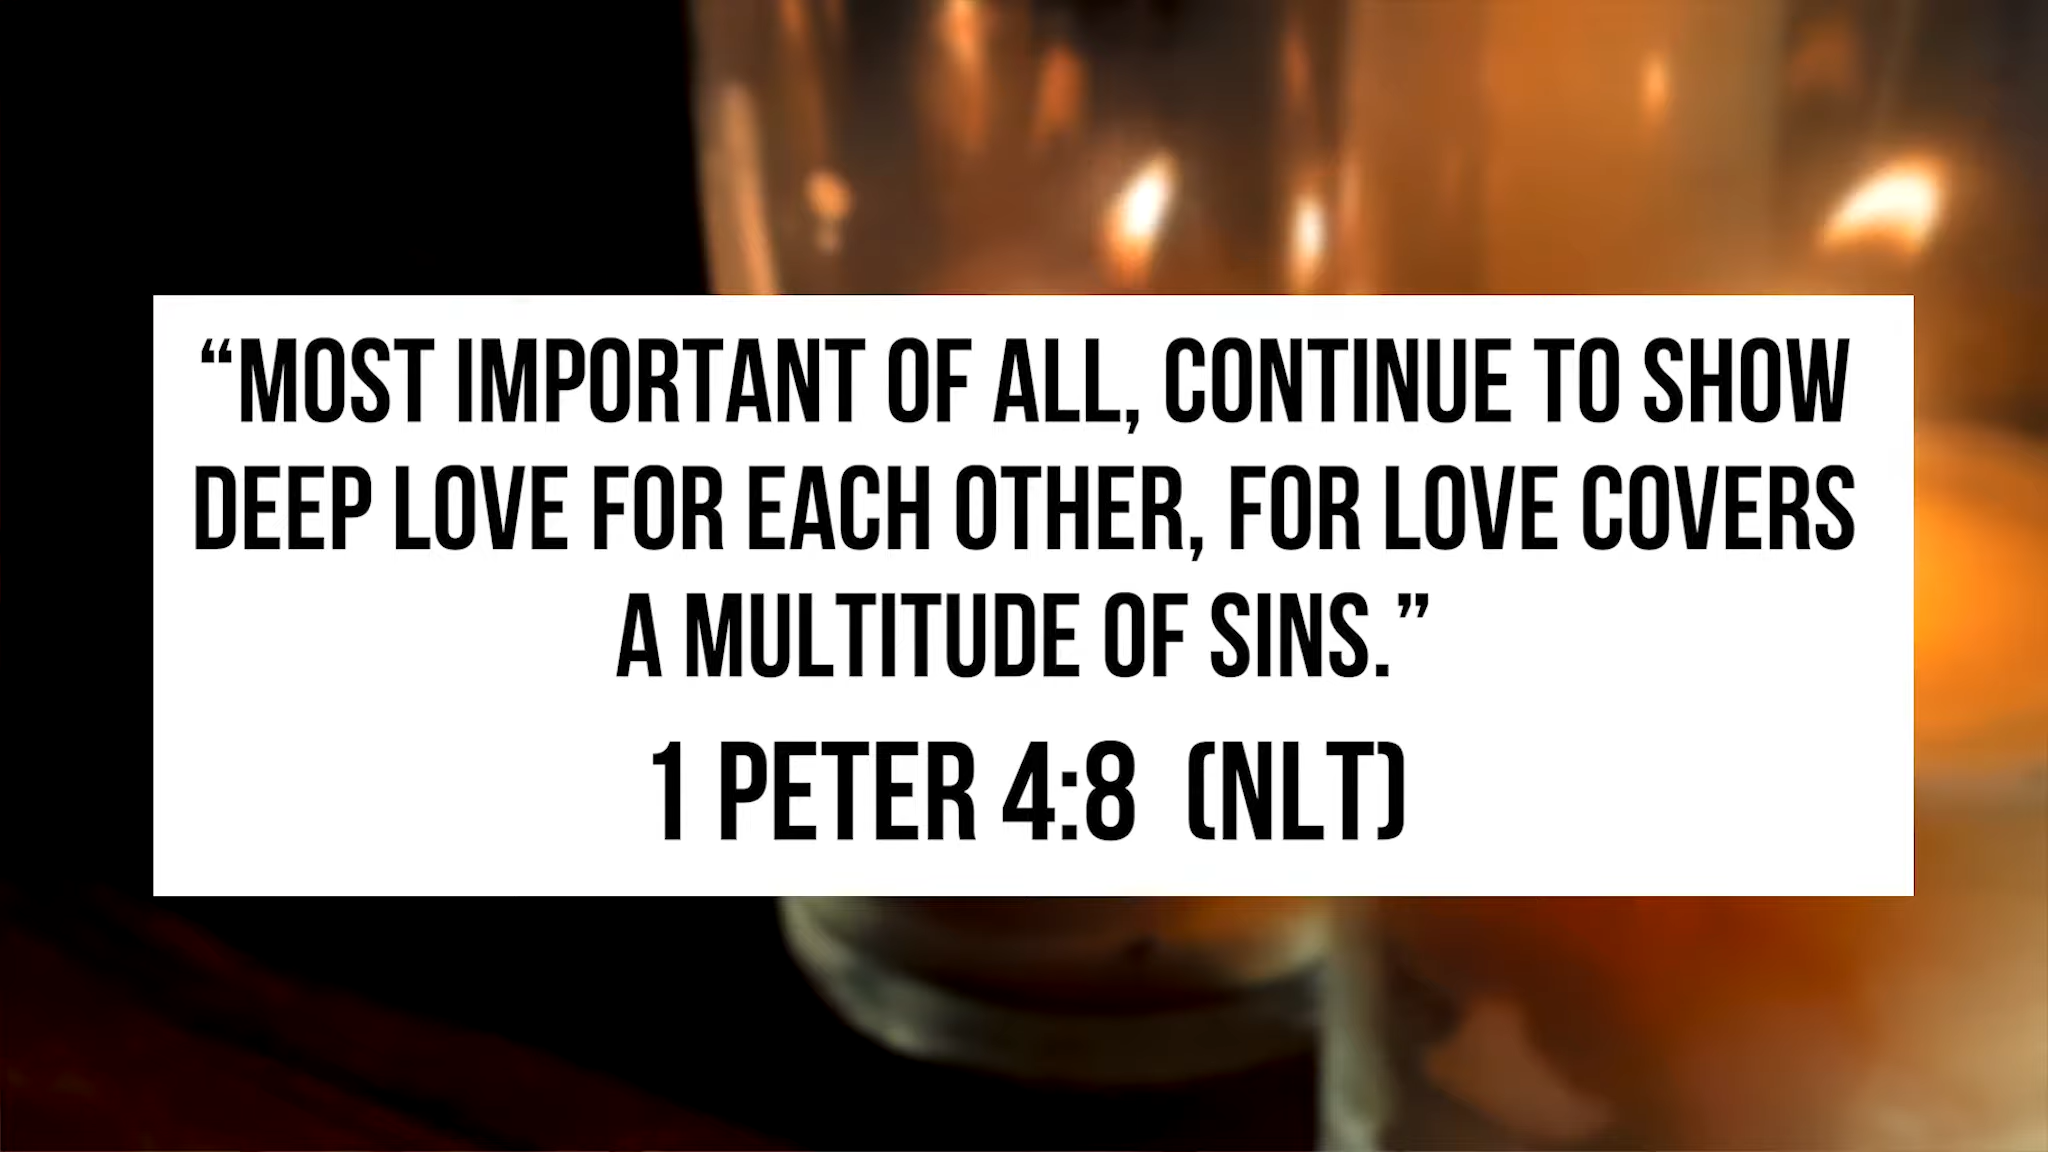 “MOST IMPORTANT OF ALL, CONTINUE TO SHOW
DEEP LOVE FOR EACH OTHER, FOR LOVE COVERS
A MULTITUDE OF SINS.”
1 PETER 4:8 (NLT)